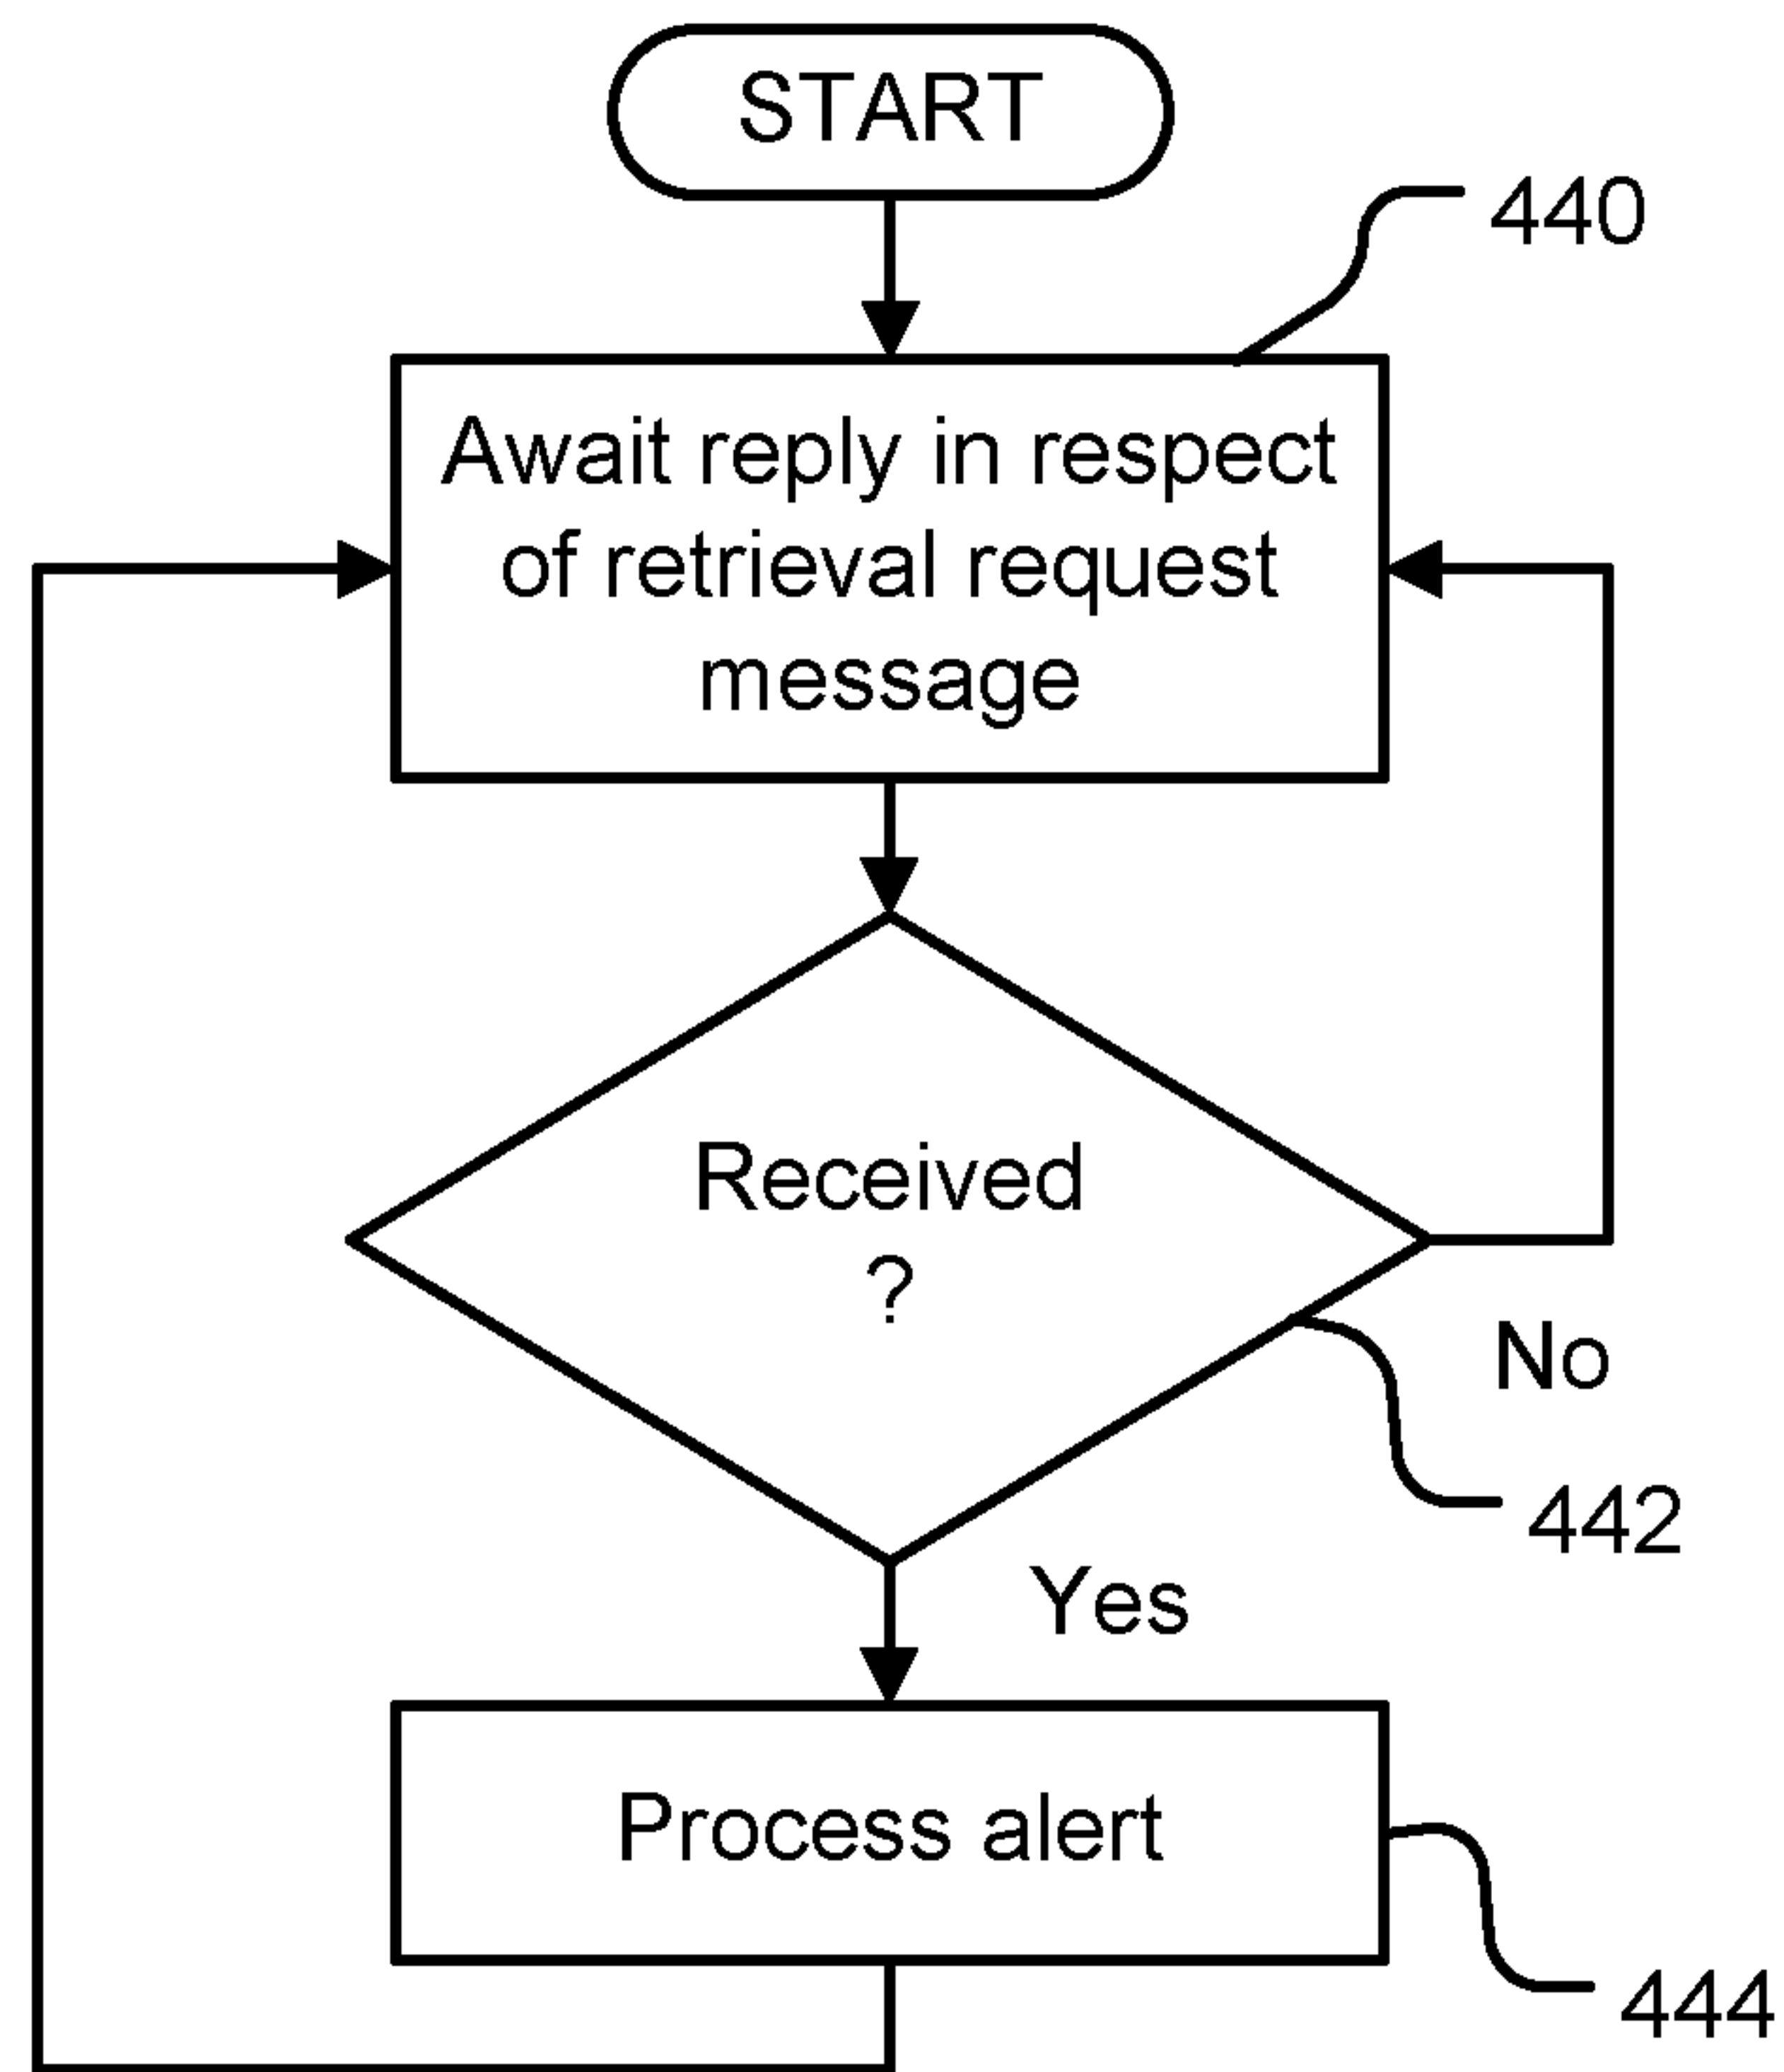 START
440
Await reply in respect
of retrieval request
message
Received
?
No
442
Yes
Process alert
444